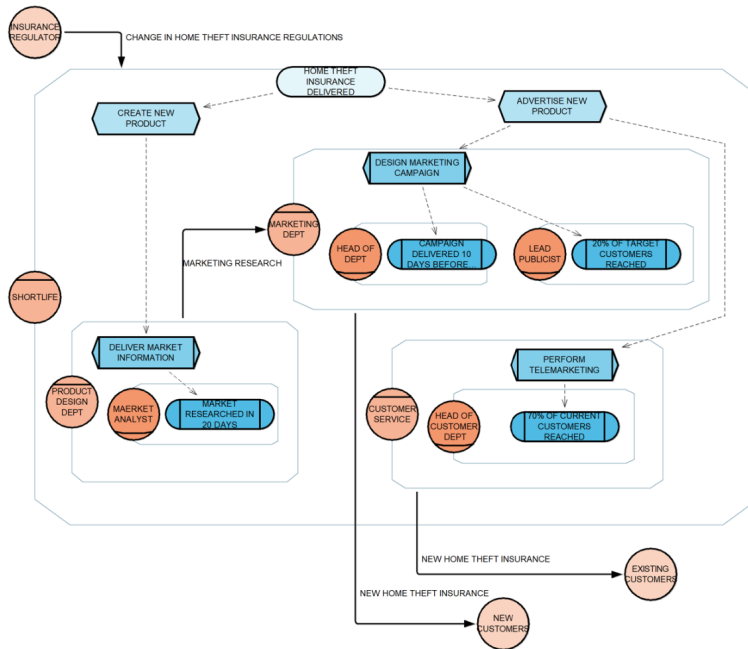 INSURANCE
REGULATOR
CHANGE IN HOME THEFT INSURANCE REGULATIONS
HOME THEFT
INSURANCE
DELIVERED
CREATE NEW
PRODUCT
ADVERTISE NEW
PRODUCT
DESIGN MARKETING
CAMPAIGN
MARKETING
DEPT
HEAD OF
DEPT
CAMPAIGN
DELIVERED 10
DAYS BEFORE...
LEAD
PUBLICIST
20% OF TARGET
CUSTOMERS
REACHED
MARKETING RESEARCH
SHORTLIFE
DELIVER MARKET
INFORMATION
PERFORM
TELEMARKETING
PRODUCT
DESIGN
DEPT
MAERKET
ANALYST
MARKET
RESEARCHED IN
20 DAYS
CUSTOMER
SERVICE
HEAD OF
CUSTOMER
DEPT
70% OF CURRENT
CUSTOMERS
REACHED
NEW HOME THEFT INSURANCE
EXISTING
CUSTOMERS
NEW HOME THEFT INSURANCE
NEW
CUSTOMERS